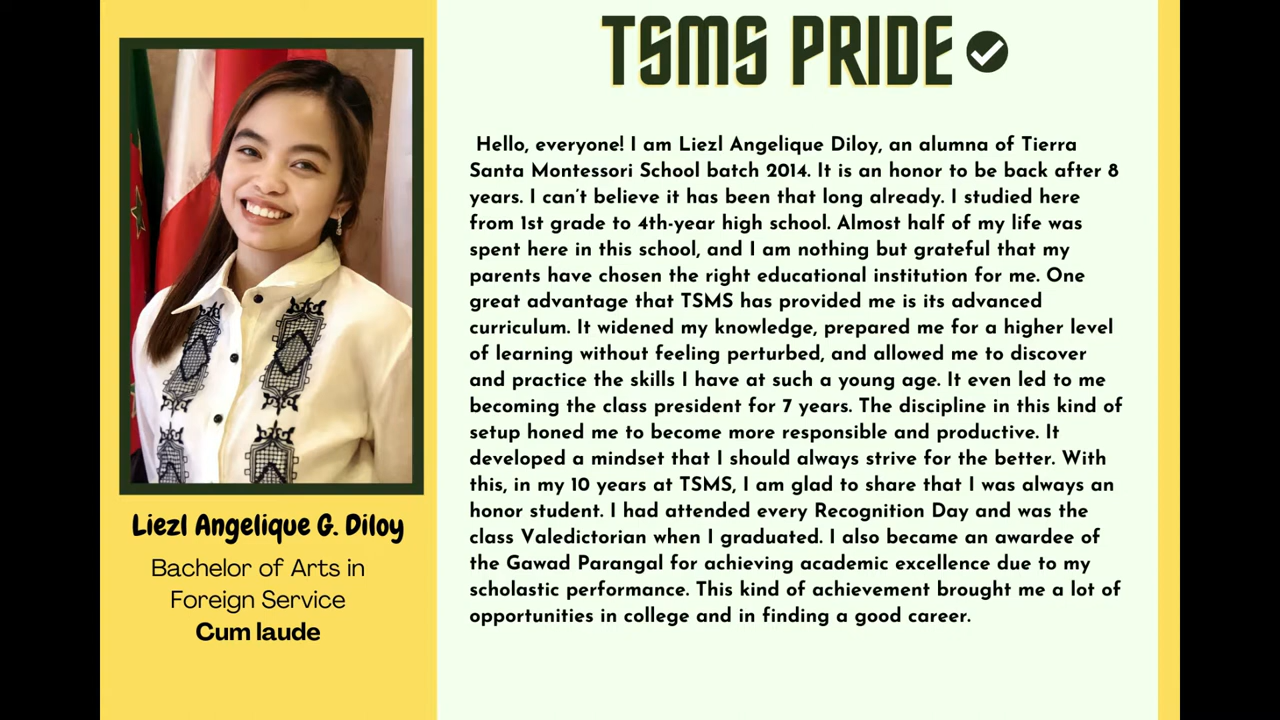 TSMS PRIDE
Hello, everyone! I am Liezl Angelique Diloy, an alumna of Tierra
Santa Montessori School batch 2014. It is an honor to be back after 8
years. I can't believe it has been that long already. I studied here
from 1st grade to 4th-year high school. Almost half of my life was
spent here in this school, and I am nothing but grateful that my
parents have chosen the right educational institution for me. One
great advantage that TSMS has provided me is its advanced
curriculum. It widened my knowledge, prepared me for a higher level
of learning without feeling perturbed, and allowed me to discover
and practice the skills I have at such a young age. It even led to me
becoming the class president for 7 years. The discipline in this kind of
setup honed me to become more responsible and productive. It
developed a mindset that I should always strive for the better. With
this, in my 10 years at TSMS, I am glad to share that I was always an
honor student. I had attended every Recognition Day and was the
class Valedictorian when I graduated. I also became an awardee of
the Gawad Parangal for achieving academic excellence due to my
scholastic performance. This kind of achievement brought me a lot of
opportunities in college and in finding a good career.
Liezl Angelique G. Diloy
Bachelor of Arts in
Foreign Service
Cum laude